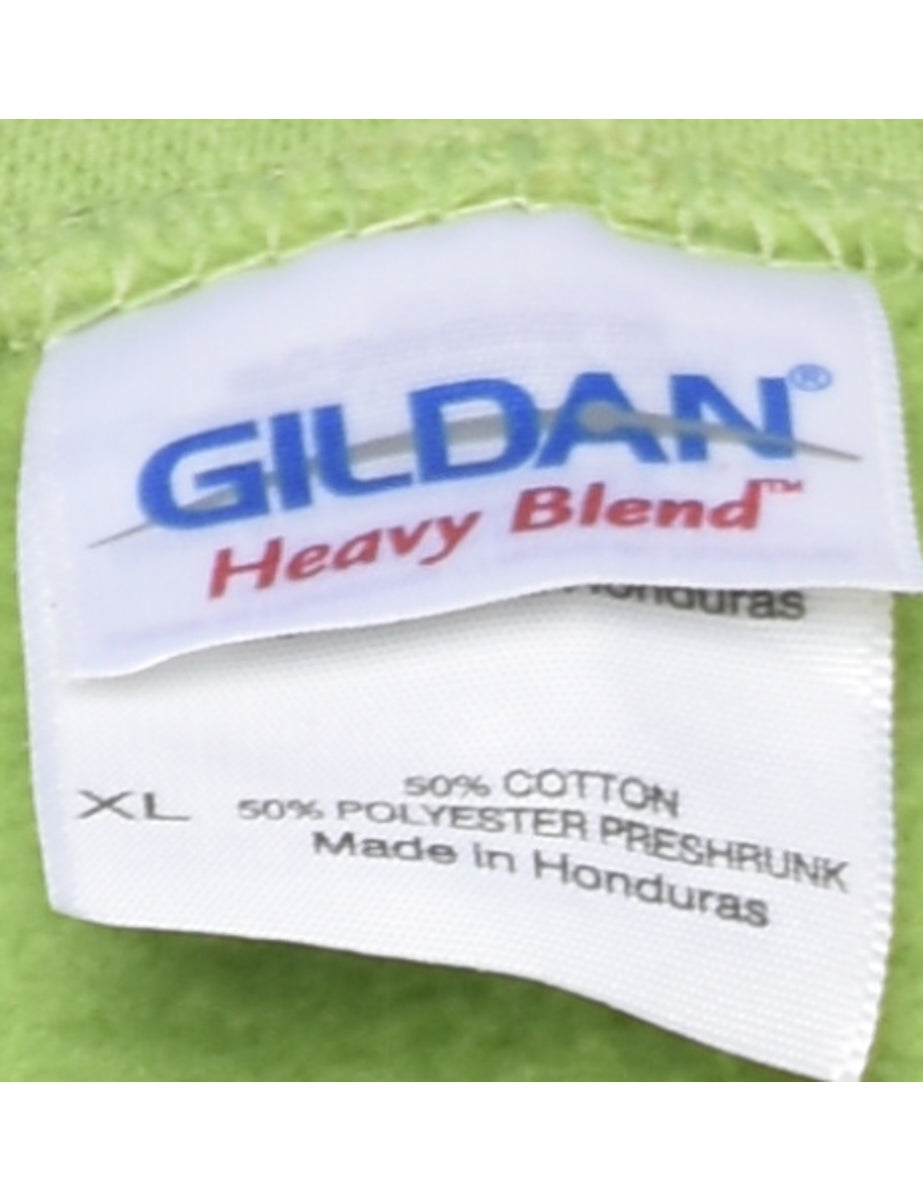 GILDAN®
Heavy Blend™
Honduras
XL
50% COTTON
50% POLYESTER PRESHRUNK
Made in Honduras